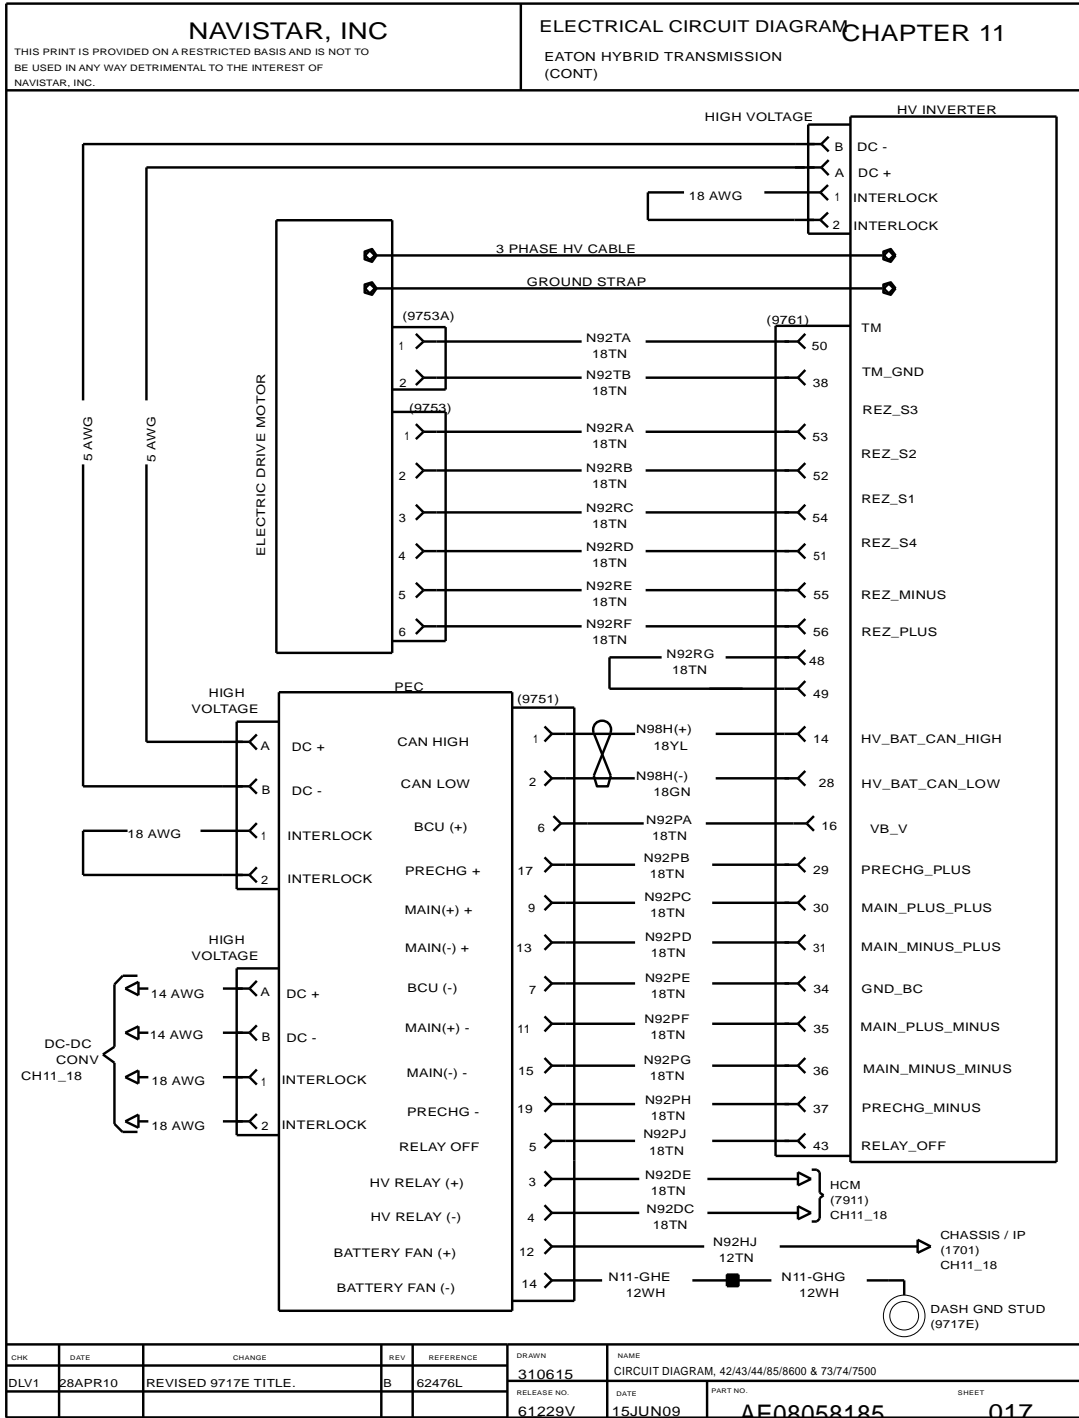 NAVISTAR, INC
THIS PRINT IS PROVIDED ON A RESTRICTED BASIS AND IS NOT TO
BE USED IN ANY WAY DETRIMENTAL TO THE INTEREST OF
NAVISTAR, INC.
ELECTRICAL CIRCUIT DIAGRAM
CHAPTER 11
EATON HYBRID TRANSMISSION
(CONT)
HV INVERTER
HIGH VOLTAGE
B DC -
A DC +
18 AWG
1 INTERLOCK
2 INTERLOCK
3 PHASE HV CABLE
GROUND STRAP
5 AWG
5 AWG
ELECTRIC DRIVE MOTOR
(9753A)
(9761)
TM
1 N92TA 50
18TN
TM_GND
2 N92TB 38
18TN
(9753)
REZ_S3
1 N92RA 53
18TN
REZ_S2
2 N92RB 52
18TN
REZ_S1
3 N92RC 54
18TN
REZ_S4
4 N92RD 51
18TN
5 N92RE 55 REZ_MINUS
18TN
6 N92RF 56 REZ_PLUS
18TN
N92RG 48
18TN
49
PEC
(9751)
HIGH
VOLTAGE
A DC +
B DC -
18 AWG
1 INTERLOCK
2 INTERLOCK
CAN HIGH 1 N98H(+) 14 HV_BAT_CAN_HIGH
18YL
CAN LOW 2 N98H(-) 28 HV_BAT_CAN_LOW
18GN
BCU (+) 6 N92PA 16 VB_V
18TN
PRECHG + 17 N92PB 29 PRECHG_PLUS
18TN
MAIN(+) + 9 N92PC 30 MAIN_PLUS_PLUS
18TN
MAIN(-) + 13 N92PD 31 MAIN_MINUS_PLUS
18TN
BCU (-) 7 N92PE 34 GND_BC
18TN
MAIN(+) - 11 N92PF 35 MAIN_PLUS_MINUS
18TN
MAIN(-) - 15 N92PG 36 MAIN_MINUS_MINUS
18TN
PRECHG - 19 N92PH 37 PRECHG_MINUS
18TN
RELAY OFF 5 N92PJ 43 RELAY_OFF
18TN
HV RELAY (+) 3 N92DE
18TN
HV RELAY (-) 4 N92DC
18TN
HCM
(7911)
CH11_18
BATTERY FAN (+) 12 N92HJ
12TN
CHASSIS / IP
(1701)
CH11_18
BATTERY FAN (-) 14 N11-GHE N11-GHG
12WH 12WH
DASH GND STUD
(9717E)
HIGH
VOLTAGE
14 AWG A DC +
14 AWG B DC -
18 AWG 1 INTERLOCK
18 AWG 2 INTERLOCK
DC-DC
CONV
CH11_18
CHK DATE CHANGE REV REFERENCE
DLV1 28APR10 REVISED 9717E TITLE. B 62476L
DRAWN
310615
NAME
CIRCUIT DIAGRAM, 42/43/44/85/8600 & 73/74/7500
RELEASE NO.
61229V
DATE
15JUN09
PART NO.
AE08058185
SHEET
017